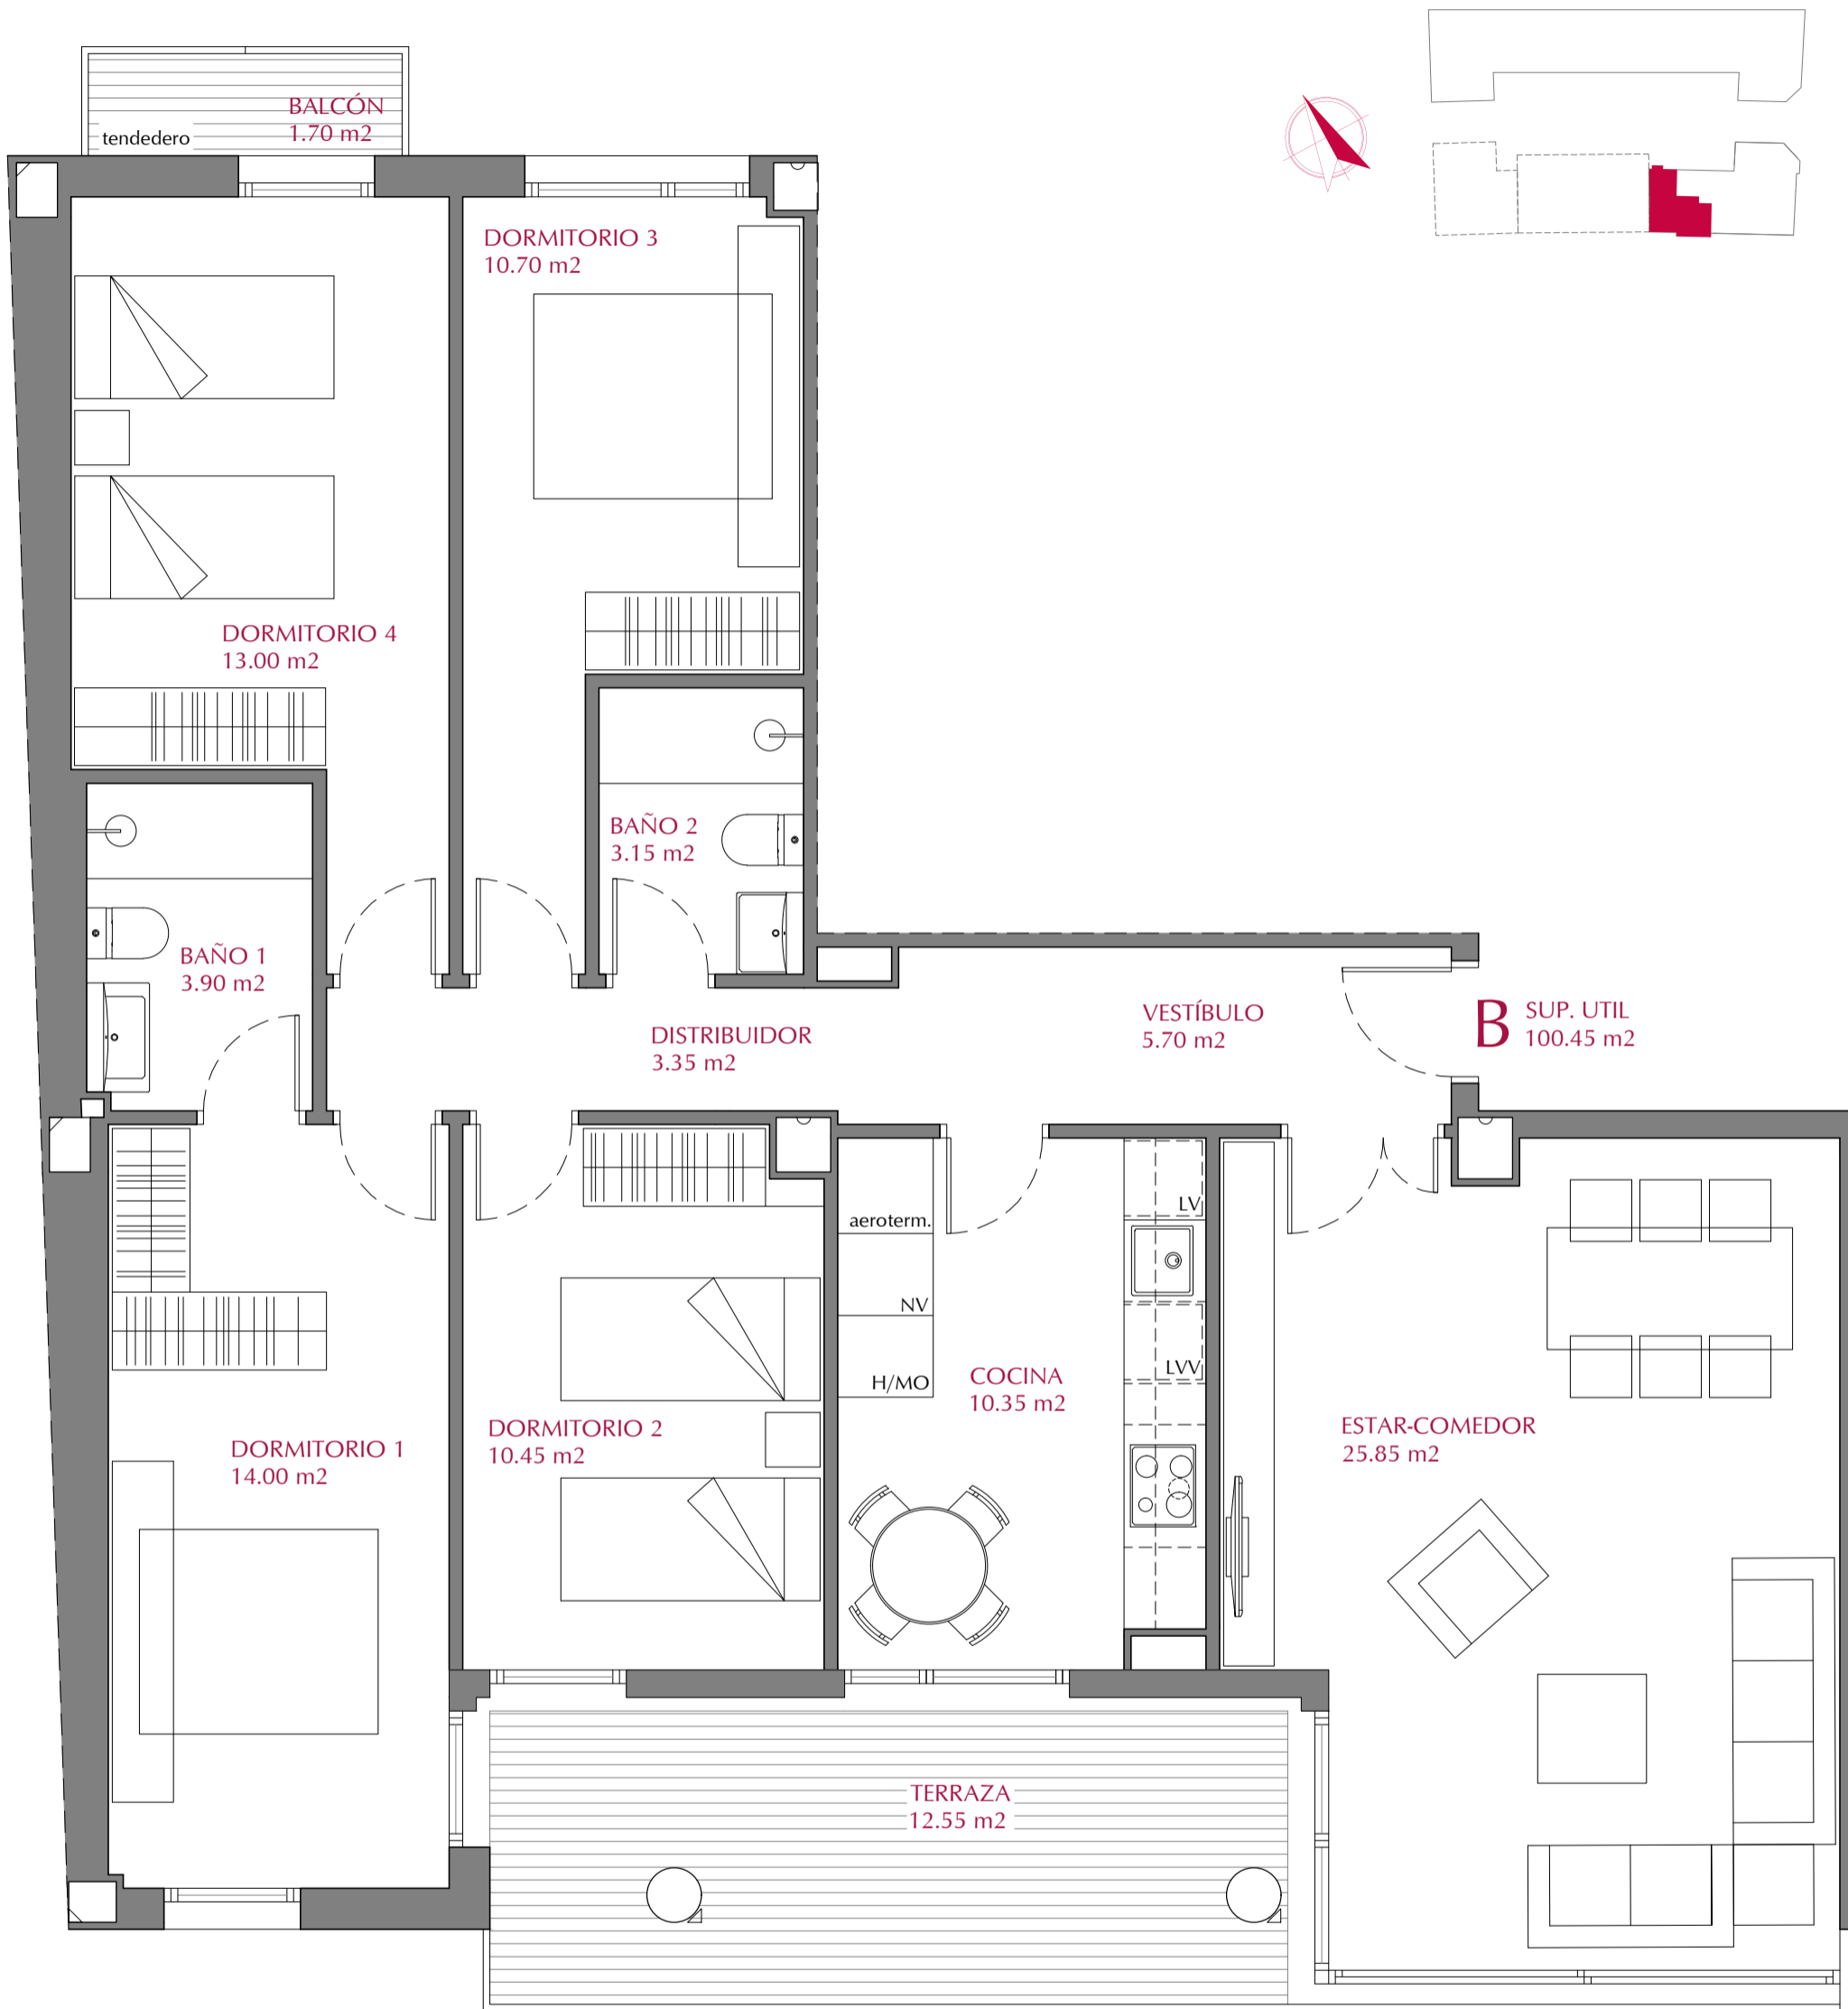 BALCÓN
1.70 m2
tendedero
DORMITORIO 3
10.70 m2
DORMITORIO 4
13.00 m2
BAÑO 2
3.15 m2
BAÑO 1
3.90 m2
DISTRIBUIDOR
3.35 m2
VESTÍBULO
5.70 m2
B
SUP. UTIL
100.45 m2
LV
aeroterm.
NV
LVV
H/MO
COCINA
10.35 m2
ESTAR-COMEDOR
25.85 m2
DORMITORIO 2
10.45 m2
DORMITORIO 1
14.00 m2
TERRAZA
12.55 m2